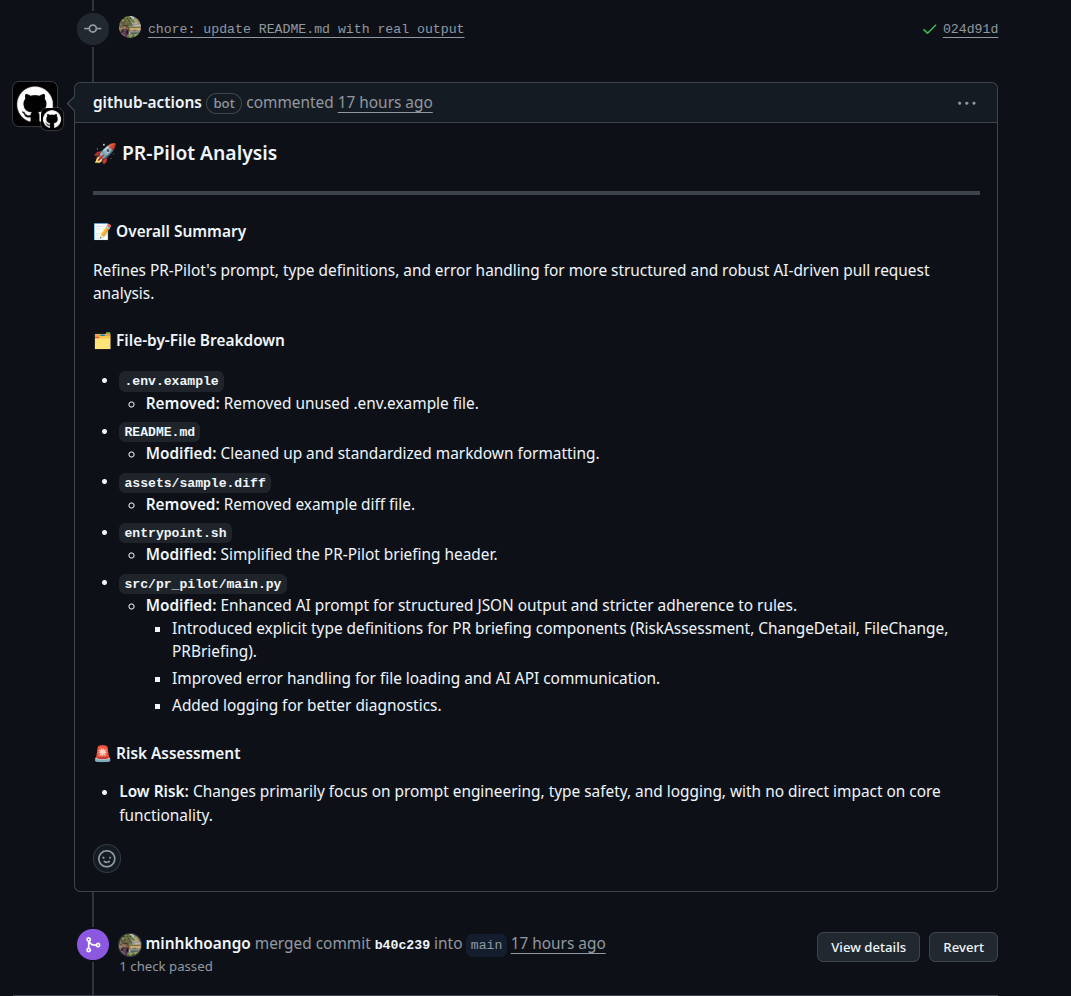 chore: update README.md with real output
024d91d
github-actions bot commented 17 hours ago
🚀 PR-Pilot Analysis
📝 Overall Summary
Refines PR-Pilot's prompt, type definitions, and error handling for more structured and robust AI-driven pull request
analysis.
🗂️ File-by-File Breakdown
• .env.example
◦ Removed: Removed unused .env.example file.
• README.md
◦ Modified: Cleaned up and standardized markdown formatting.
• assets/sample.diff
◦ Removed: Removed example diff file.
• entrypoint.sh
◦ Modified: Simplified the PR-Pilot briefing header.
• src/pr_pilot/main.py
◦ Modified: Enhanced AI prompt for structured JSON output and stricter adherence to rules.
▪ Introduced explicit type definitions for PR briefing components (RiskAssessment, ChangeDetail, FileChange,
PRBriefing).
▪ Improved error handling for file loading and AI API communication.
▪ Added logging for better diagnostics.
🚨 Risk Assessment
• Low Risk: Changes primarily focus on prompt engineering, type safety, and logging, with no direct impact on core
functionality.
minhkhoango merged commit b40c239 into main 17 hours ago
1 check passed
View details
Revert